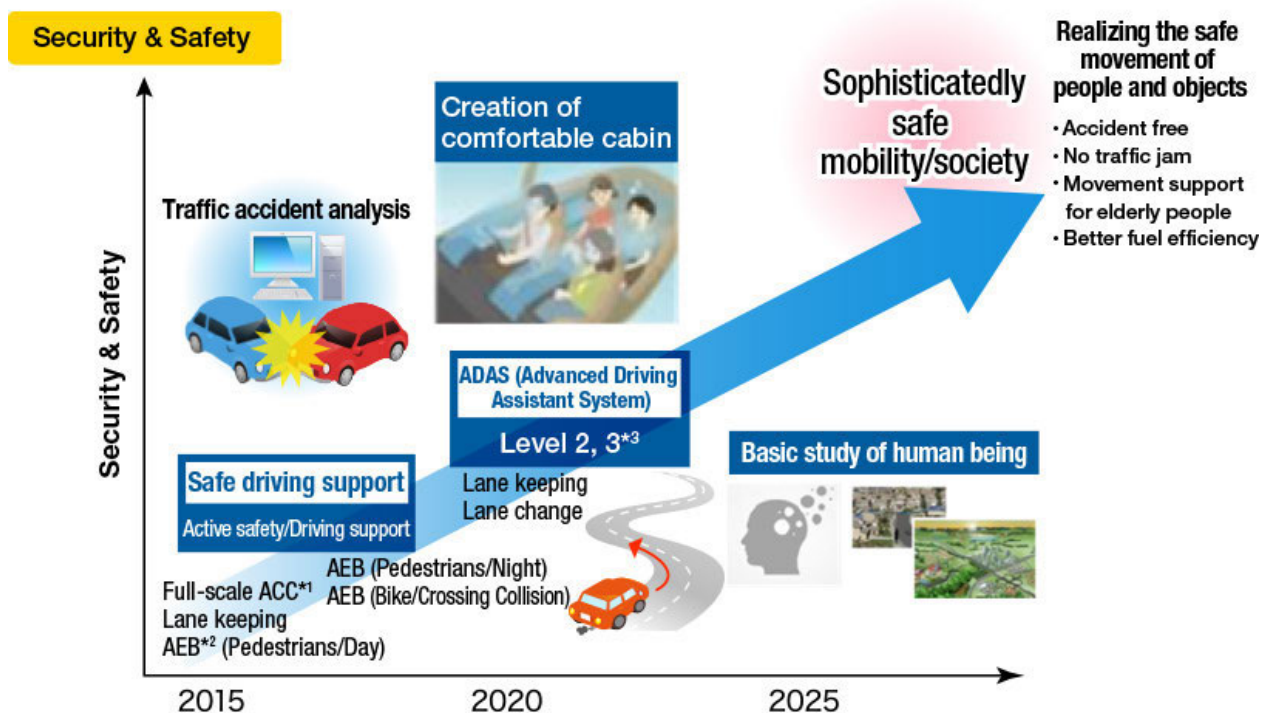 Security & Safety
Realizing the safe
movement of
people and objects
・Accident free
・No traffic jam
・Movement support
for elderly people
・Better fuel efficiency
Sophisticatedly
safe
mobility/society
Creation of
comfortable cabin
Traffic accident analysis
Security & Safety
ADAS (Advanced Driving
Assistant System)
Level 2, 3*3
Lane keeping
Lane change
Basic study of human being
Safe driving support
Active safety/Driving support
Full-scale ACC*1
Lane keeping
AEB*2 (Pedestrians/Day)
AEB (Pedestrians/Night)
AEB (Bike/Crossing Collision)
2015
2020
2025